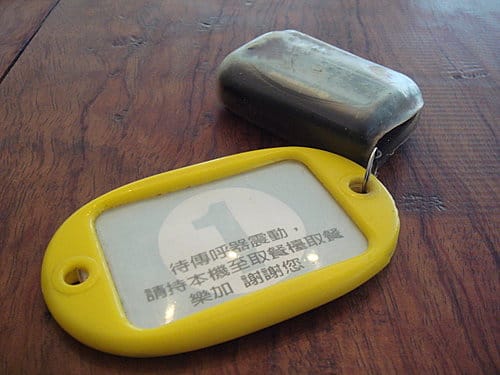 1
待傳呼器震動，
請持本機至取餐檯取餐
樂加 謝謝您